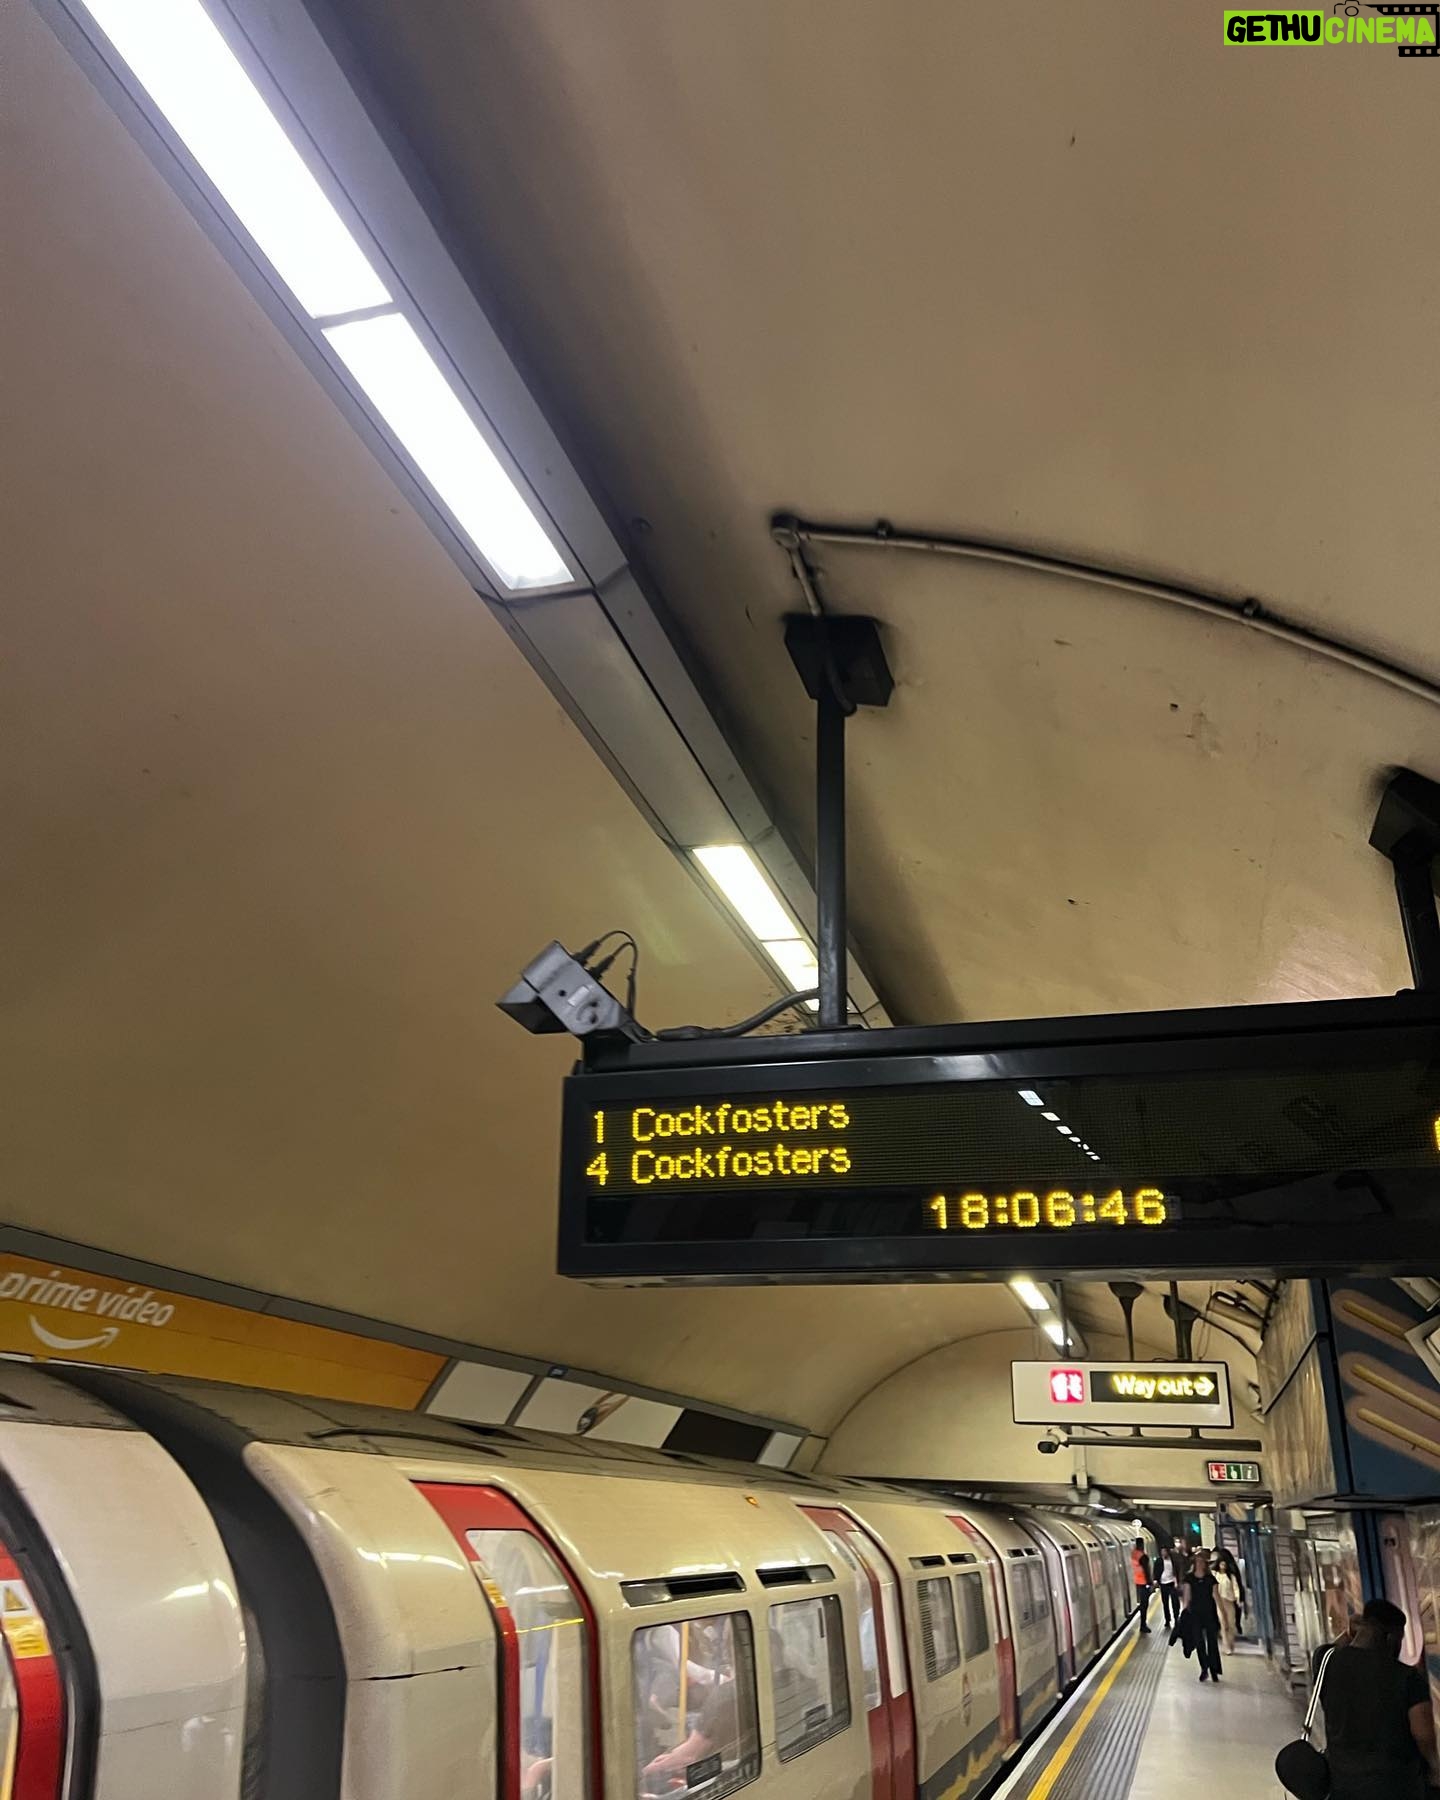 GETHUCINEMA
1 Cockfosters
4 Cockfosters
18:06:46
prime video
Way out